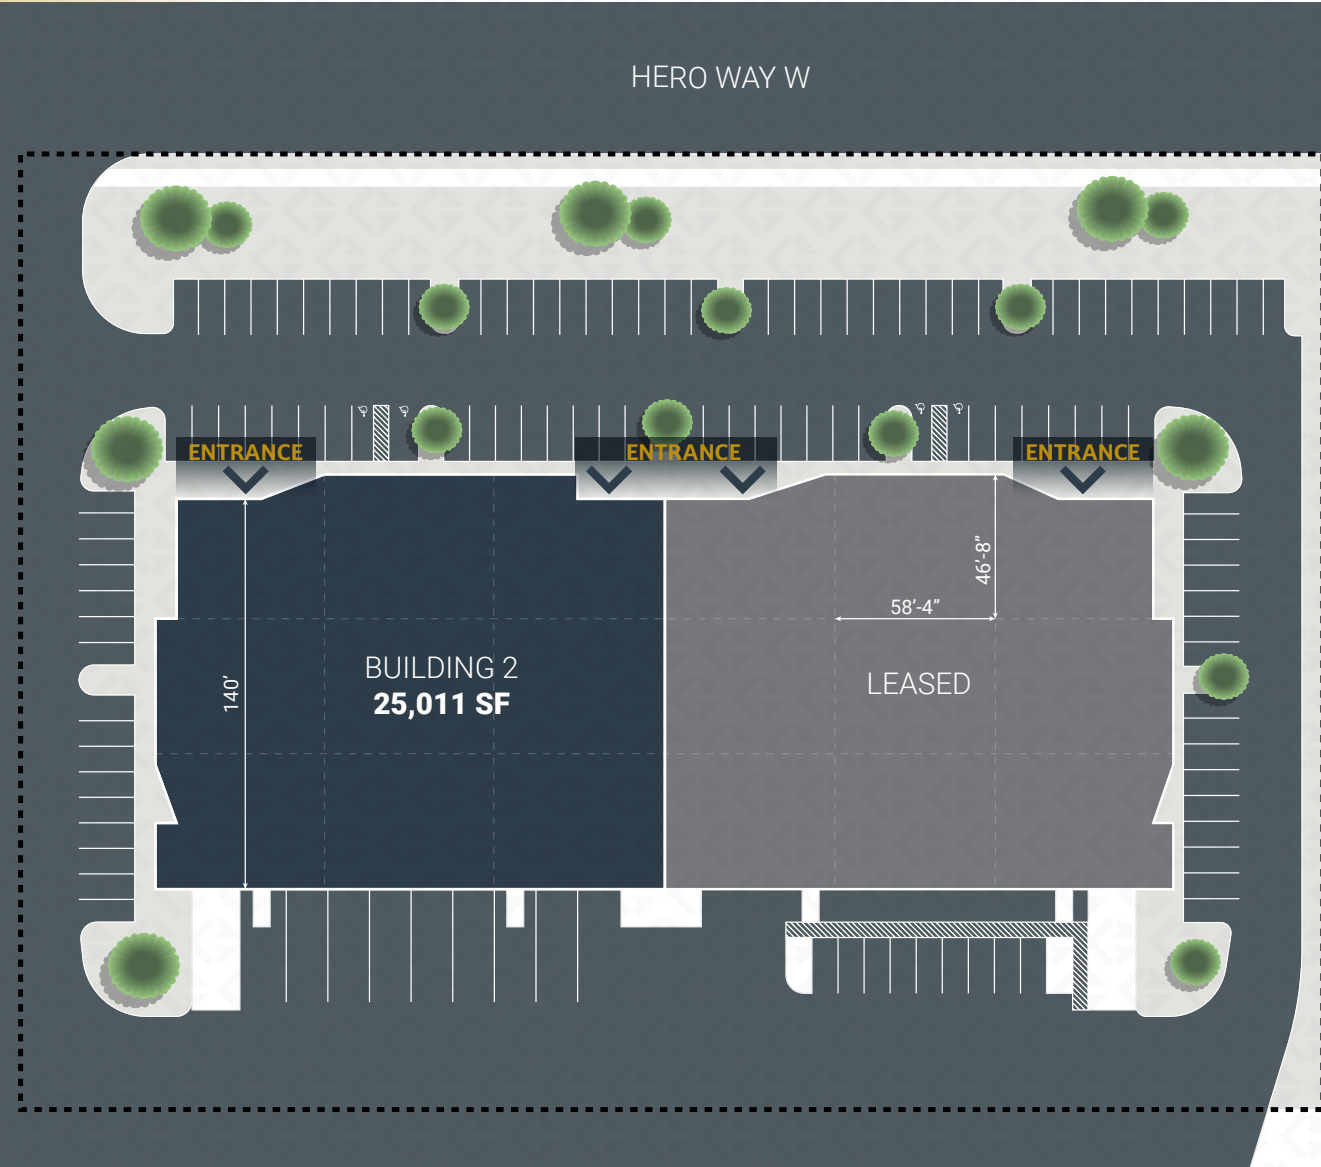 HERO WAY W
ENTRANCE
ENTRANCE
ENTRANCE
46'-8”
58'-4”
BUILDING 2
25,011 SF
140'
LEASED